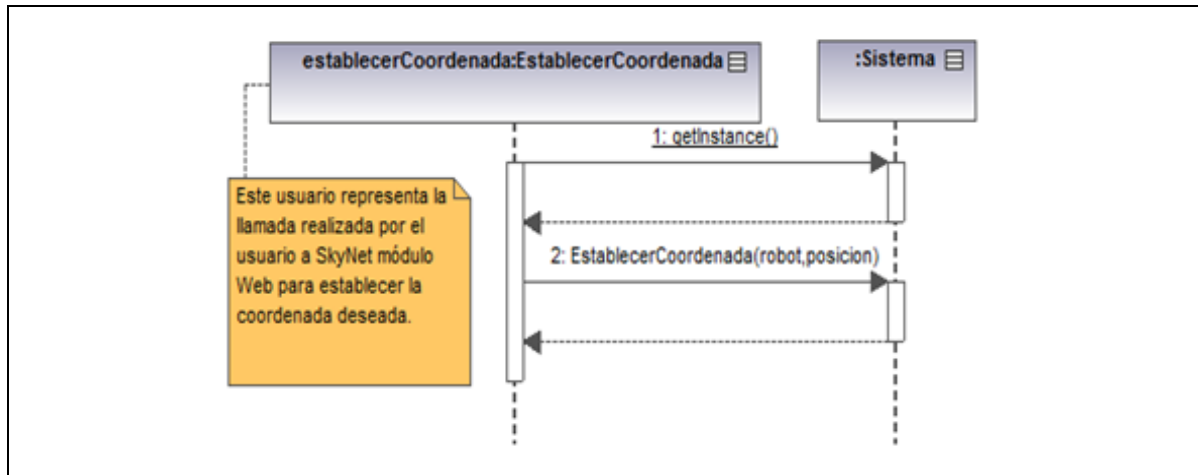 establecerCoordenada:EstablecerCoordenada
:Sistema
1: getInstance()
Este usuario representa la
llamada realizada por el
usuario a SkyNet módulo
Web para establecer la
coordenada deseada.
2: EstablecerCoordenada(robot,posicion)